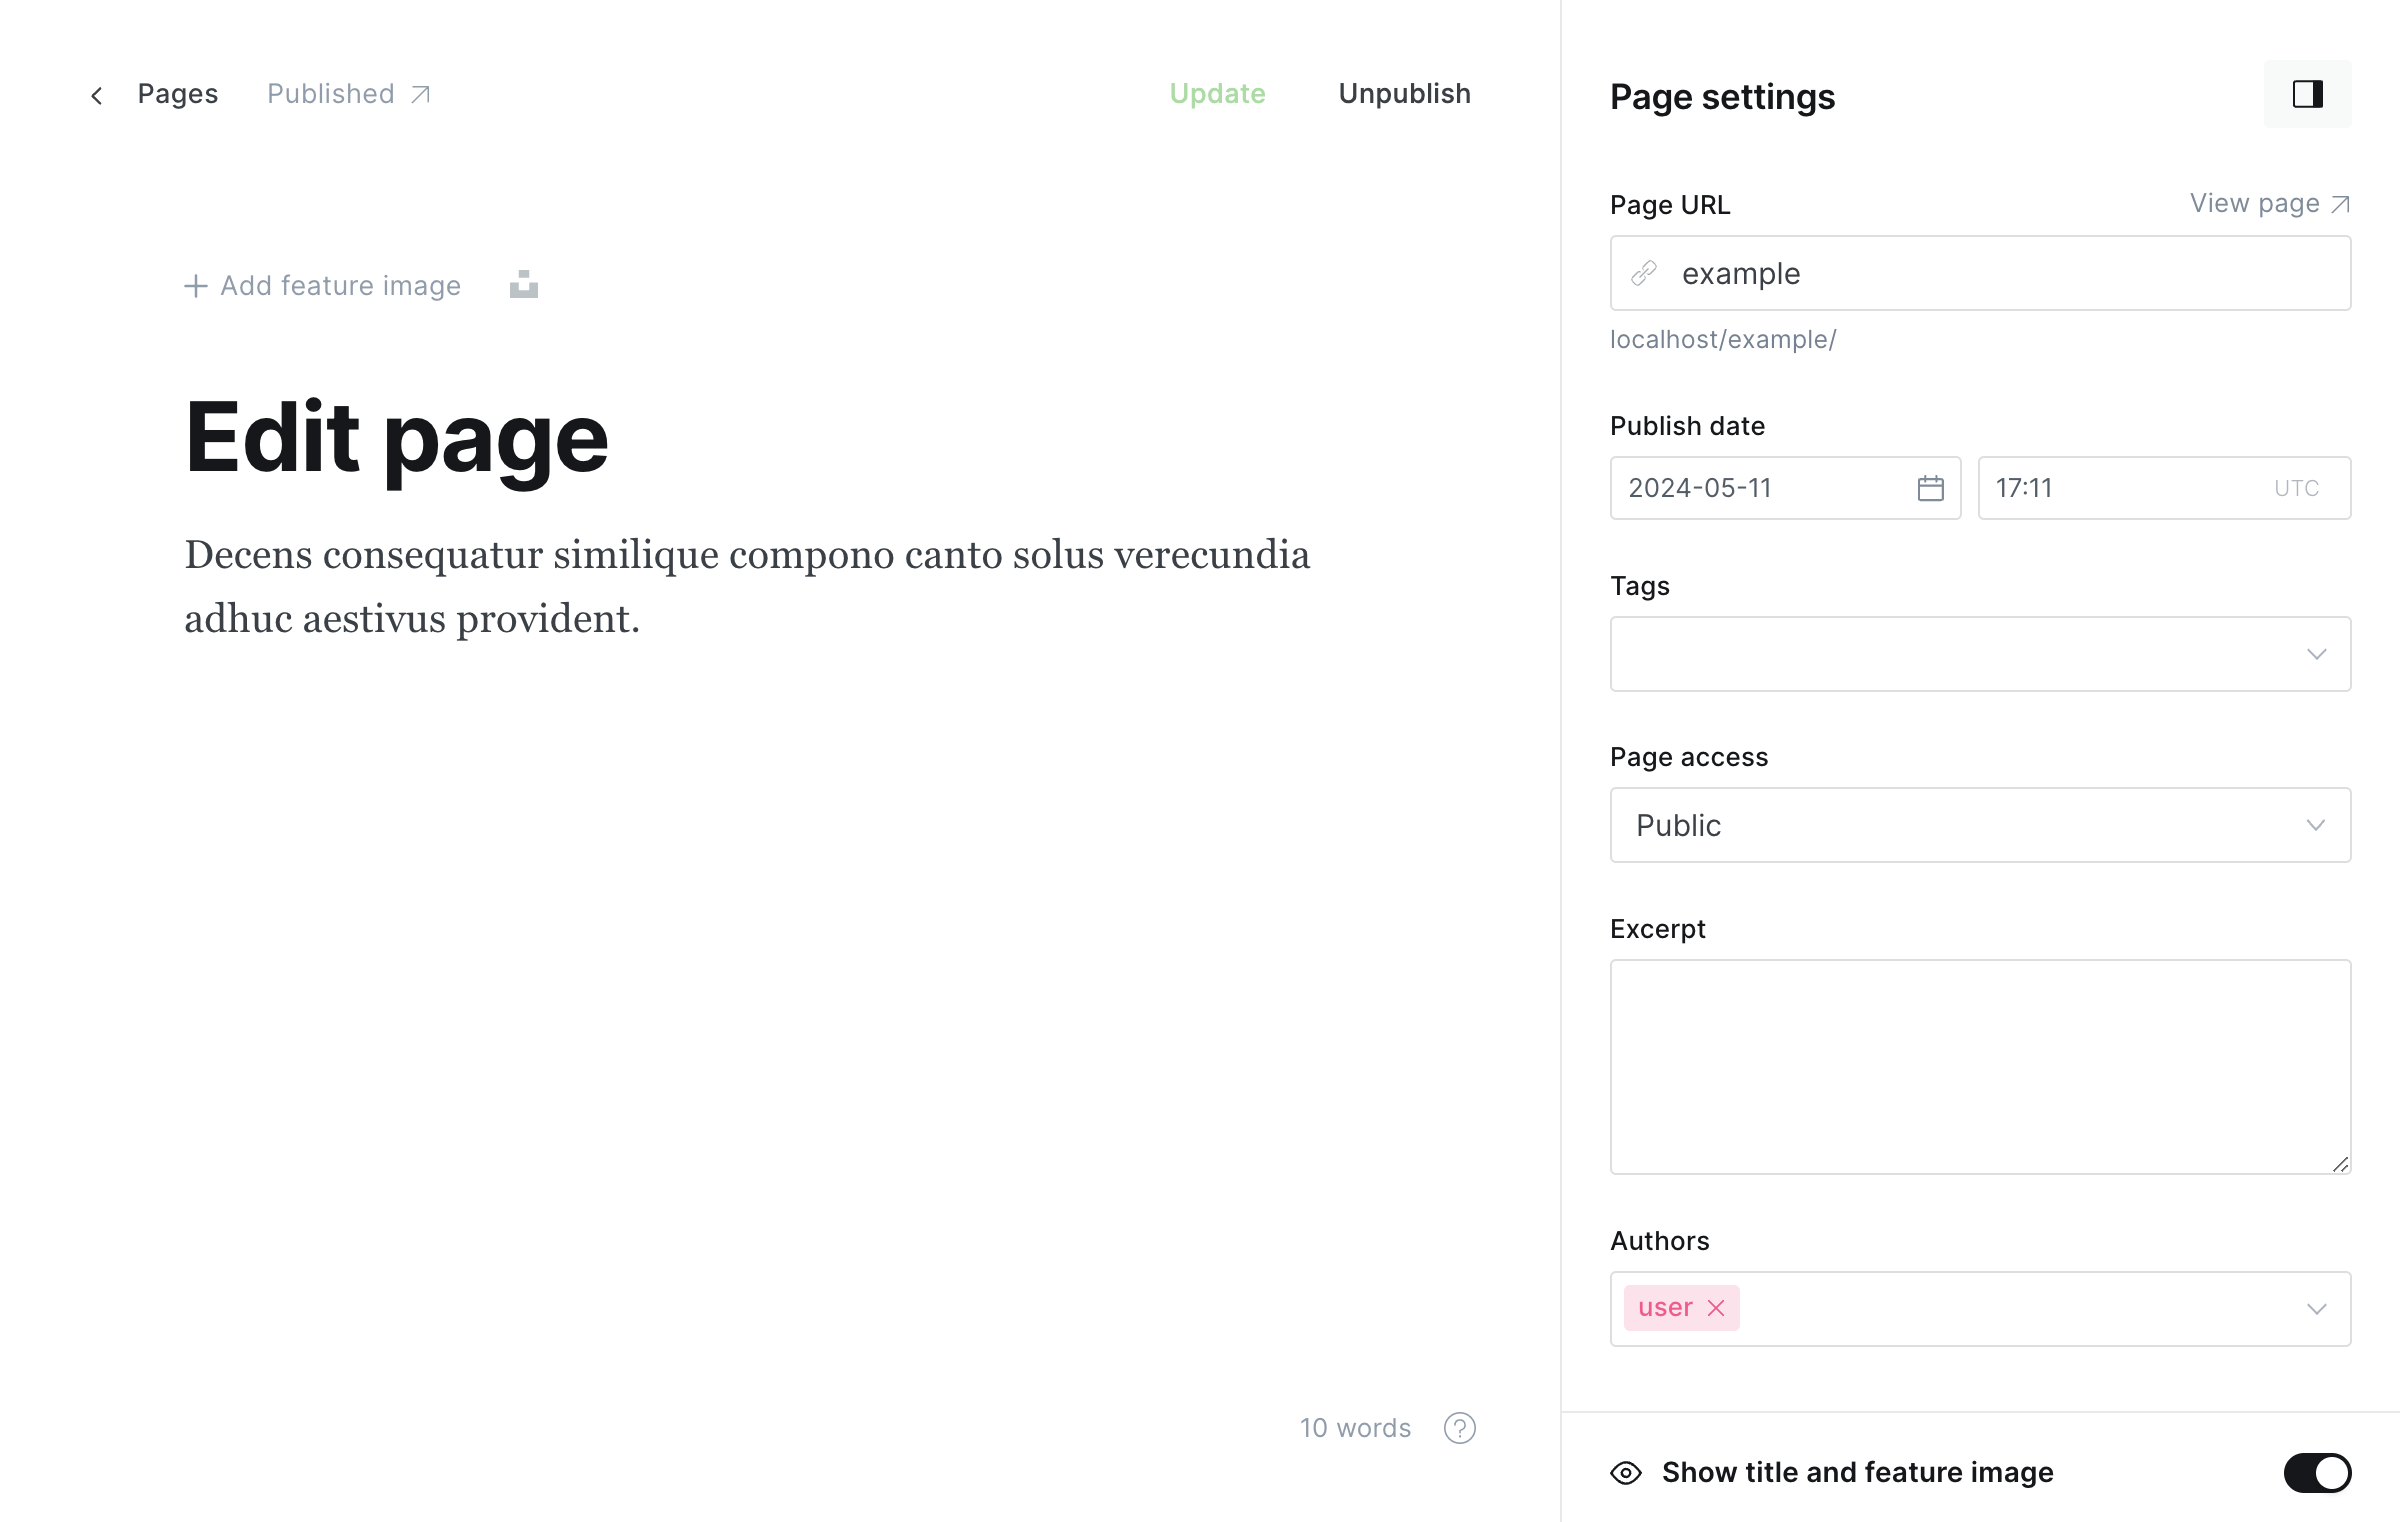 Pages
Published
Update
Unpublish
Add feature image
Edit page
Decens consequatur similique compono canto solus verecundia
adhuc aestivus provident.
10 words
?
Page settings
Page URL
View page
example
localhost/example/
Publish date
2024-05-11
17:11
UTC
Tags
Page access
Public
Excerpt
Authors
user
Show title and feature image